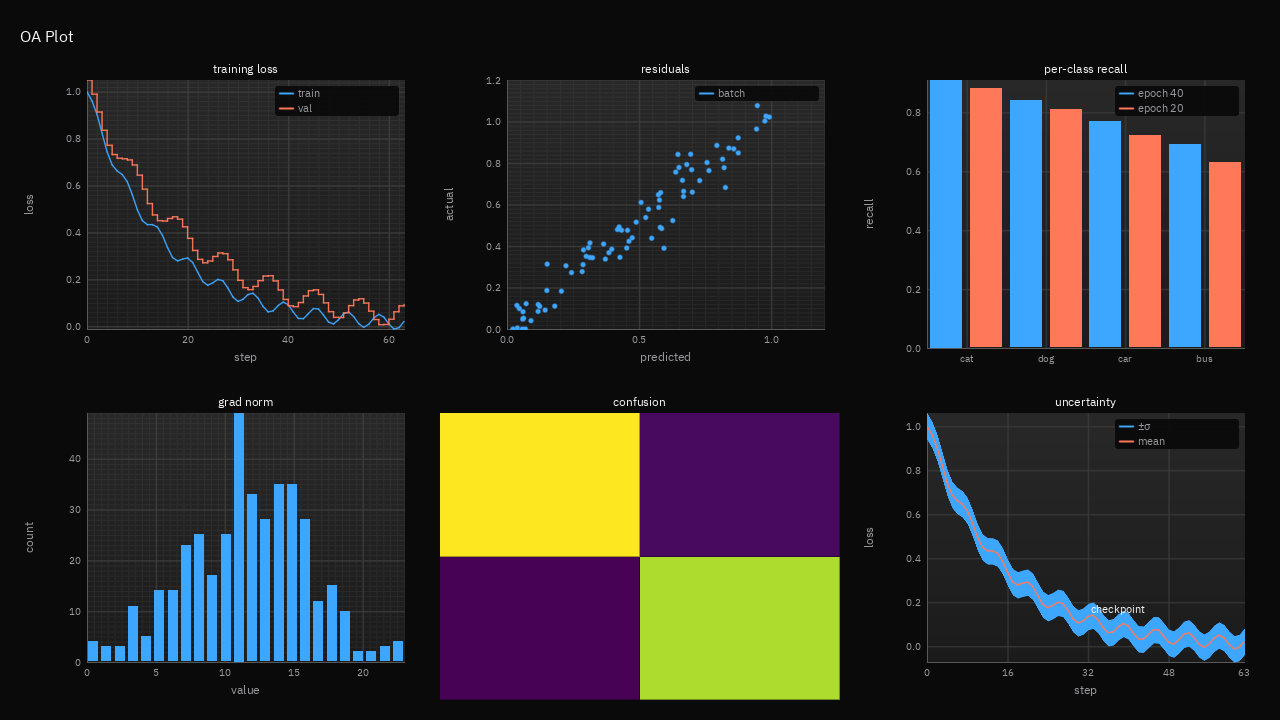 OA Plot
training loss
train
val
1.0
0.8
0.6
0.4
0.2
0.0
loss
0
20
40
60
step
residuals
batch
1.2
1.0
0.8
0.6
0.4
0.2
0.0
actual
0.0
0.5
1.0
predicted
per-class recall
epoch 40
epoch 20
0.8
0.6
0.4
0.2
0.0
recall
cat
dog
car
bus
grad norm
40
30
20
10
0
count
0
5
10
15
20
value
confusion
uncertainty
±σ
mean
1.0
0.8
0.6
0.4
0.2
0.0
loss
checkpoint
0
16
32
48
63
step